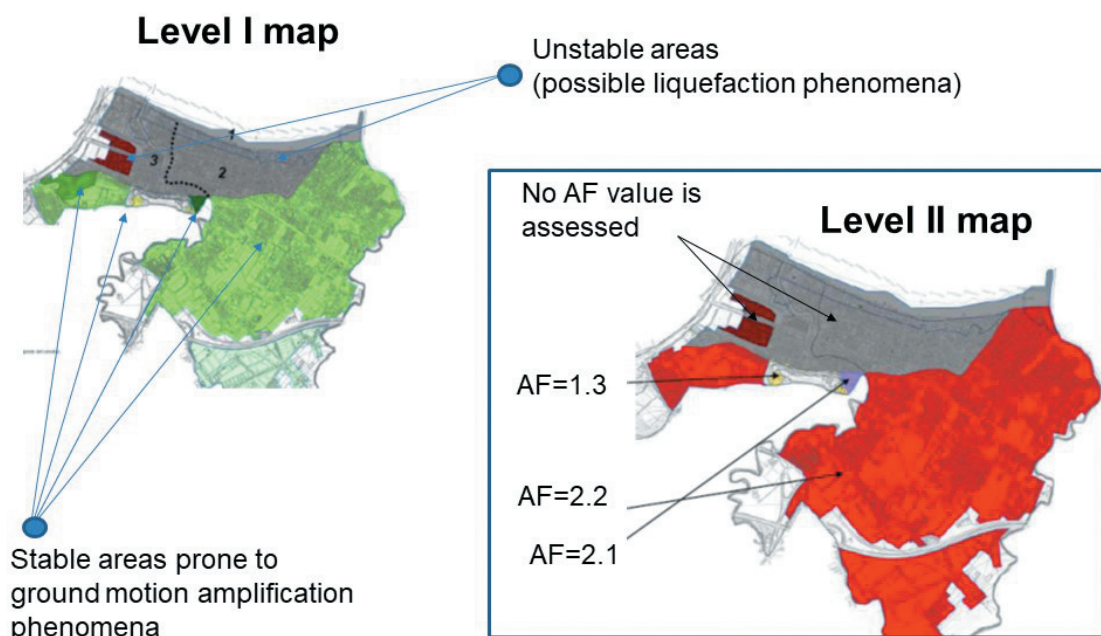 Level I map
Unstable areas
(possible liquefaction phenomena)
1
3
2
No AF value is
assessed
Level II map
AF=1.3
AF=2.2
AF=2.1
Stable areas prone to
ground motion amplification
phenomena